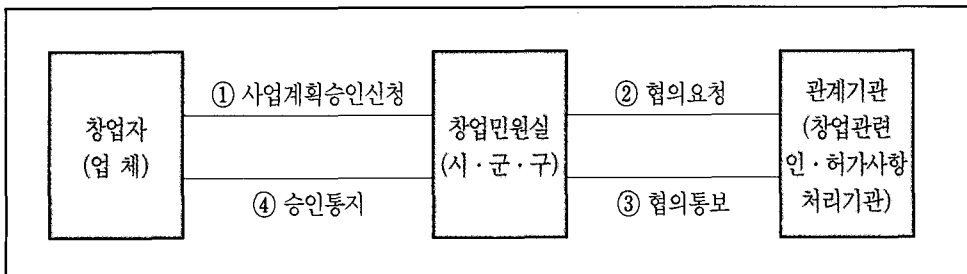 창업자
(업 체)
① 사업계획승인신청
④ 승인통지
창업민원실
(시 · 군 · 구)
② 협의요청
③ 협의통보
관계기관
(창업관련
인 · 허가사항
처리기관)